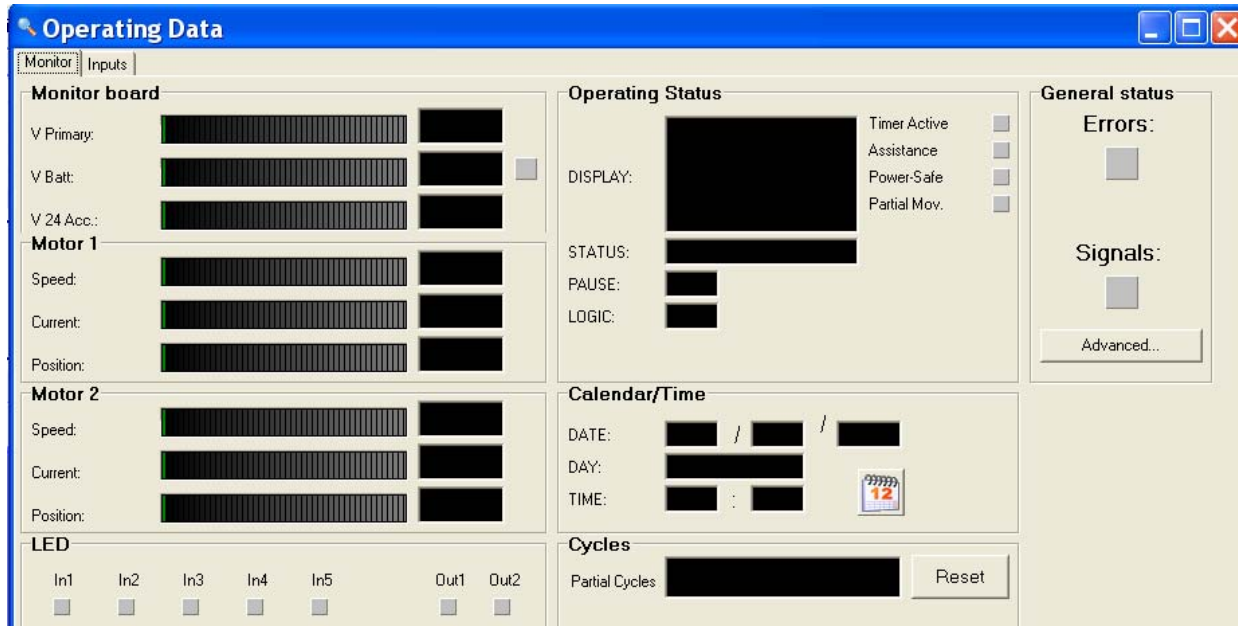 Operating Data
Monitor Inputs
Monitor board
V Primary:
V Batt:
V 24 Acc.:
Motor 1
Speed:
Current:
Position:
Motor 2
Speed:
Current:
Position:
LED
In1 In2 In3 In4 In5 Out1 Out2
Operating Status
DISPLAY:
Timer Active
Assistance
Power-Safe
Partial Mov.
STATUS:
PAUSE:
LOGIC:
Calendar/Time
DATE: / /
DAY:
TIME: :
12
Cycles
Partial Cycles Reset
General status
Errors:
Signals:
Advanced...